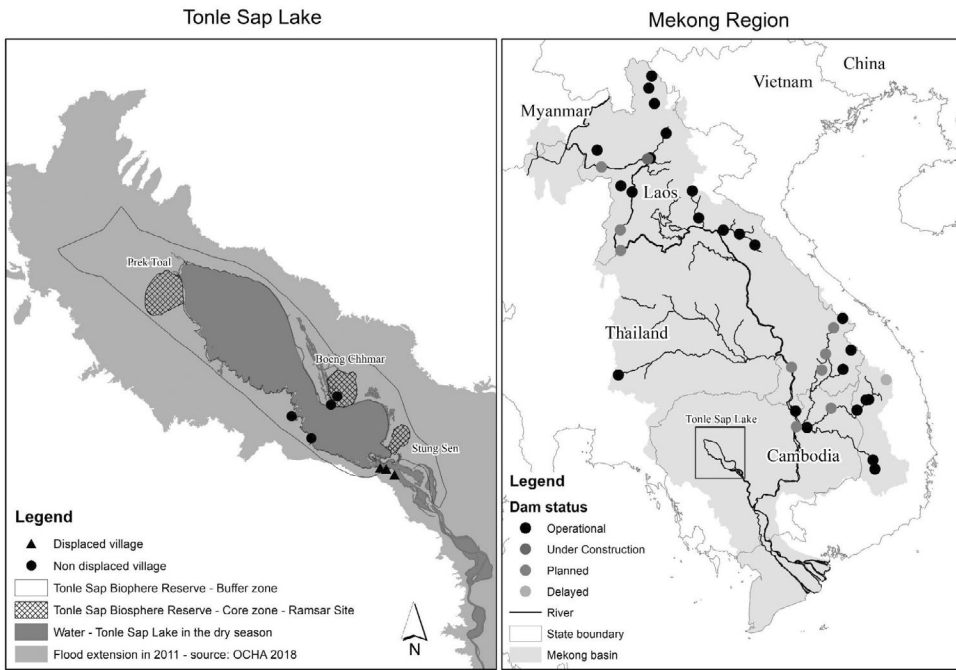 Tonle Sap Lake
Prek Toal
Boeng Chhmar
Stung Sen
Legend
Displaced village
Non displaced village
Tonle Sap Biophere Reserve - Buffer zone
Tonle Sap Biosphere Reserve - Core zone - Ramsar Site
Water - Tonle Sap Lake in the dry season
Flood extension in 2011 - source: OCHA 2018
N
Mekong Region
China
Vietnam
Myanmar
Laos
Thailand
Tonle Sap Lake
Cambodia
Legend
Dam status
Operational
Under Construction
Planned
Delayed
River
State boundary
Mekong basin